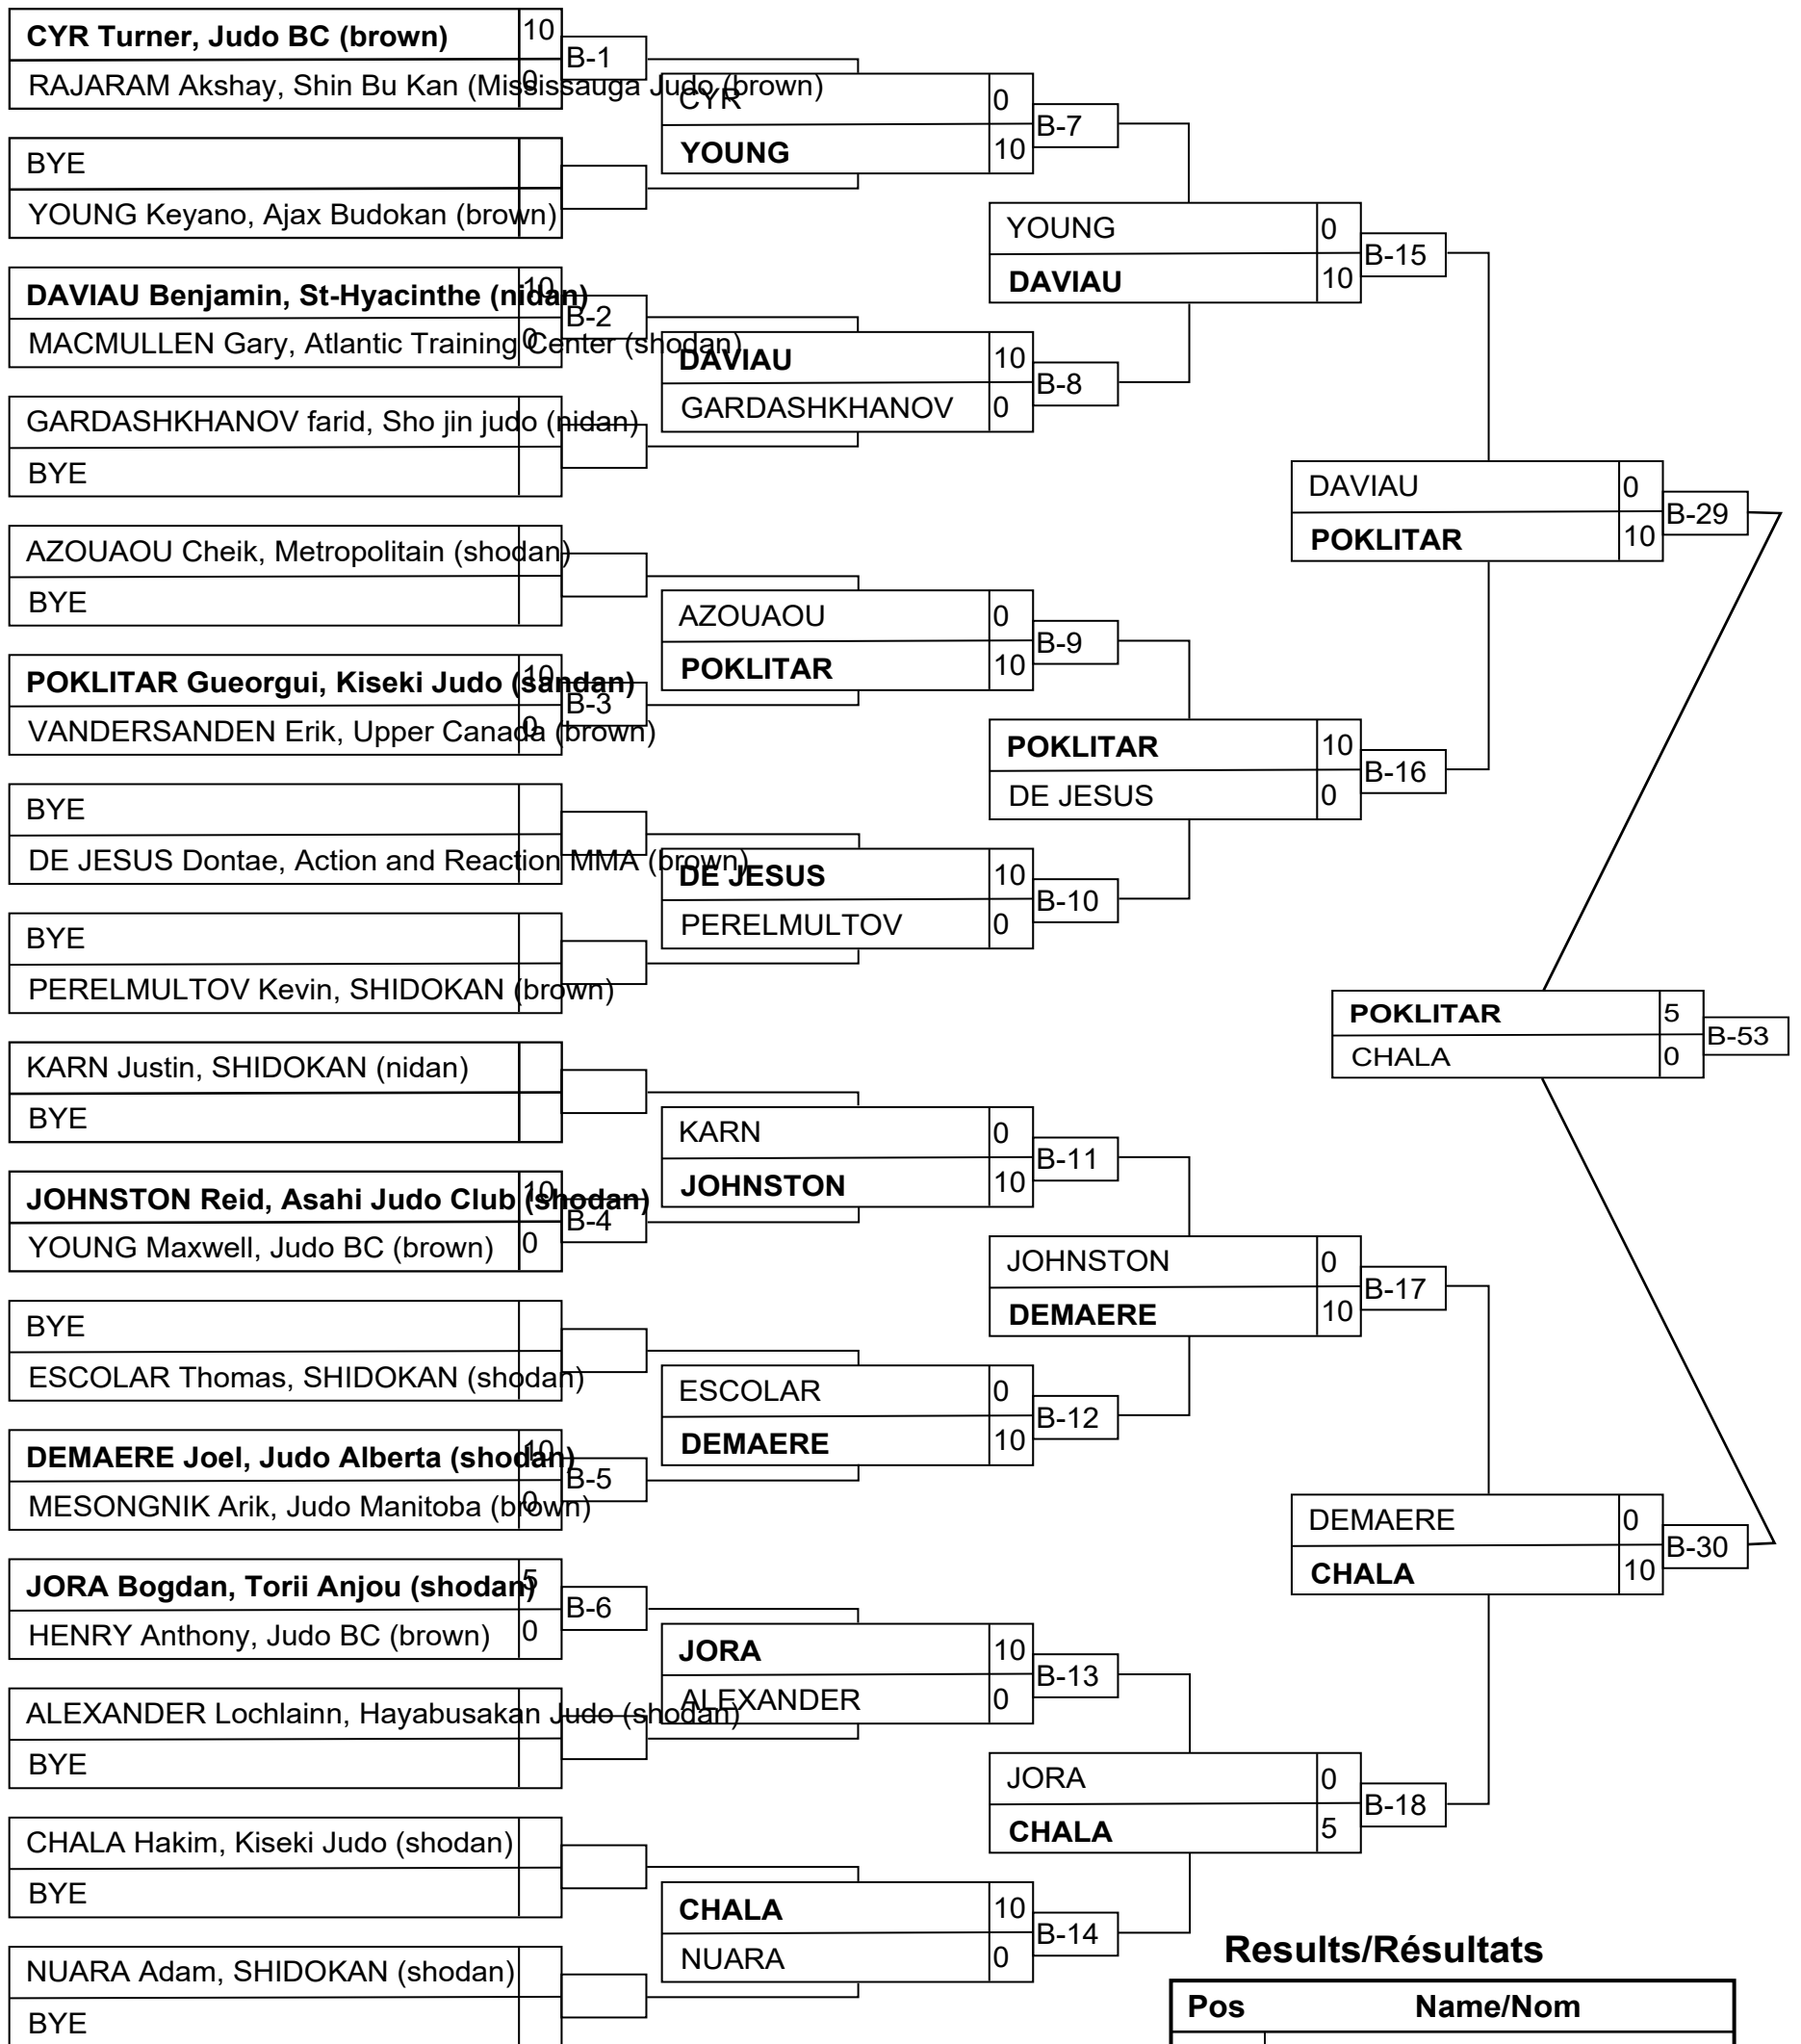 CYR Turner, Judo BC (brown) 10
B-1
RAJARAM Akshay, Shin Bu Kan (Mississauga Judo (brown) 0
BYE
YOUNG Keyano, Ajax Budokan (brown)
DAVIAU Benjamin, St-Hyacinthe (nidan) 10
B-2
MACMULLEN Gary, Atlantic Training Center (shodan) 0
GARDASHKHANOV farid, Sho jin judo (nidan)
BYE
AZOUAOU Cheik, Metropolitain (shodan)
BYE
POKLITAR Gueorgui, Kiseki Judo (sandan) 10
B-3
VANDERSANDEN Erik, Upper Canada (brown) 0
BYE
DE JESUS Dontae, Action and Reaction MMA (brown)
BYE
PERELMULTOV Kevin, SHIDOKAN (brown)
KARN Justin, SHIDOKAN (nidan)
BYE
JOHNSTON Reid, Asahi Judo Club (shodan) 10
B-4
YOUNG Maxwell, Judo BC (brown) 0
BYE
ESCOLAR Thomas, SHIDOKAN (shodan)
DEMAERE Joel, Judo Alberta (shodan) 10
B-5
MESONGNIK Arik, Judo Manitoba (brown) 0
JORA Bogdan, Torii Anjou (shodan) 5
B-6
HENRY Anthony, Judo BC (brown) 0
ALEXANDER Lochlainn, Hayabusakan Judo (shodan)
BYE
CHALA Hakim, Kiseki Judo (shodan)
BYE
NUARA Adam, SHIDOKAN (shodan)
BYE
CYR 0
B-7
YOUNG 10
DAVIAU 10
B-8
GARDASHKHANOV 0
AZOUAOU 0
B-9
POKLITAR 10
DE JESUS 10
B-10
PERELMULTOV 0
KARN 0
B-11
JOHNSTON 10
ESCOLAR 0
B-12
DEMAERE 10
JORA 10
B-13
ALEXANDER 0
CHALA 10
B-14
NUARA 0
YOUNG 0
B-15
DAVIAU 10
POKLITAR 10
B-16
DE JESUS 0
JOHNSTON 0
B-17
DEMAERE 10
JORA 0
B-18
CHALA 5
DAVIAU 0
B-29
POKLITAR 10
DEMAERE 0
B-30
CHALA 10
POKLITAR 5
B-53
CHALA 0
Results/Résultats
Pos Name/Nom